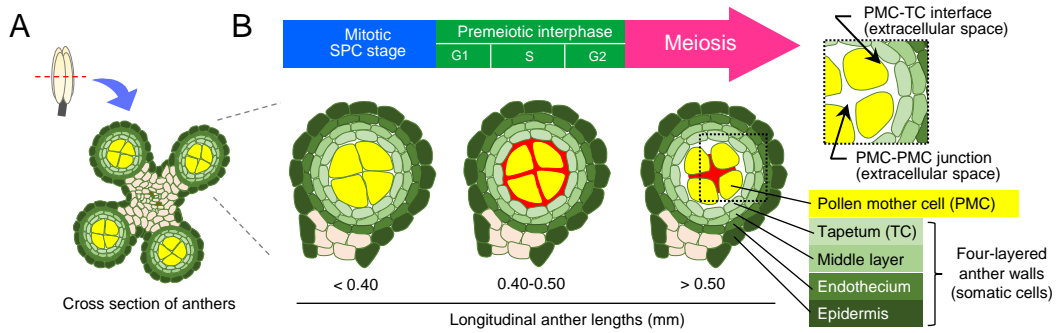 A
B
Mitotic
SPC stage
Premeiotic interphase
G1
S
G2
Meiosis
PMC-TC interface
(extracellular space)
PMC-PMC junction
(extracellular space)
Pollen mother cell (PMC)
Tapetum (TC)
Middle layer
Endothecium
Epidermis
Four-layered
anther walls
(somatic cells)
Cross section of anthers
< 0.40
0.40-0.50
> 0.50
Longitudinal anther lengths (mm)